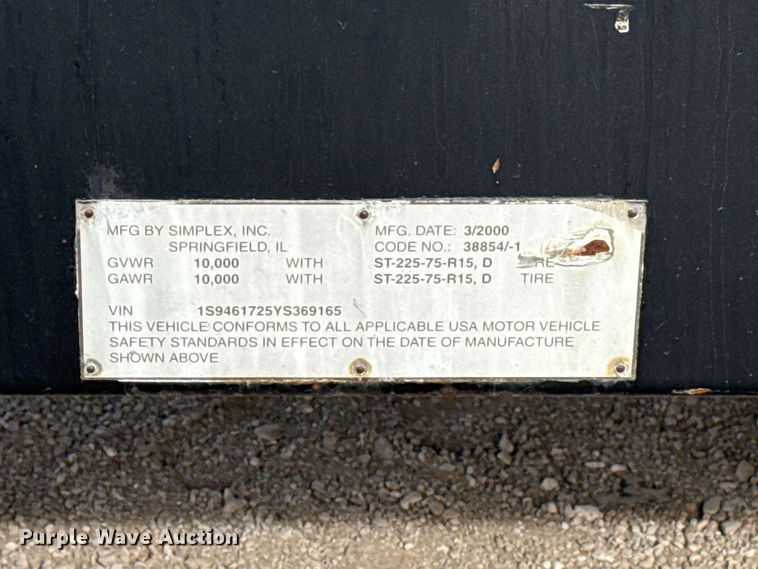 MFG BY SIMPLEX, INC. MFG. DATE: 3/2000
SPRINGFIELD, IL CODE NO.: 38854/-1
GVWR 10,000 WITH ST-225-75-R15, D
GAWR 10,000 WITH ST-225-75-R15, D TIRE
VIN 1S9461725YS369165
THIS VEHICLE CONFORMS TO ALL APPLICABLE USA MOTOR VEHICLE
SAFETY STANDARDS IN EFFECT ON THE DATE OF MANUFACTURE
SHOWN ABOVE
Purple Wave Auction